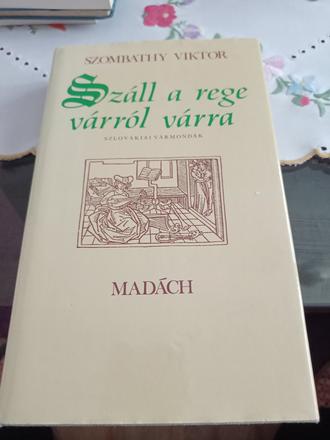 SZOMBATHY VIKTOR
Száll a rege
várról várra
SZLOVÁKIAI VÁRMONDÁK
MADÁCH